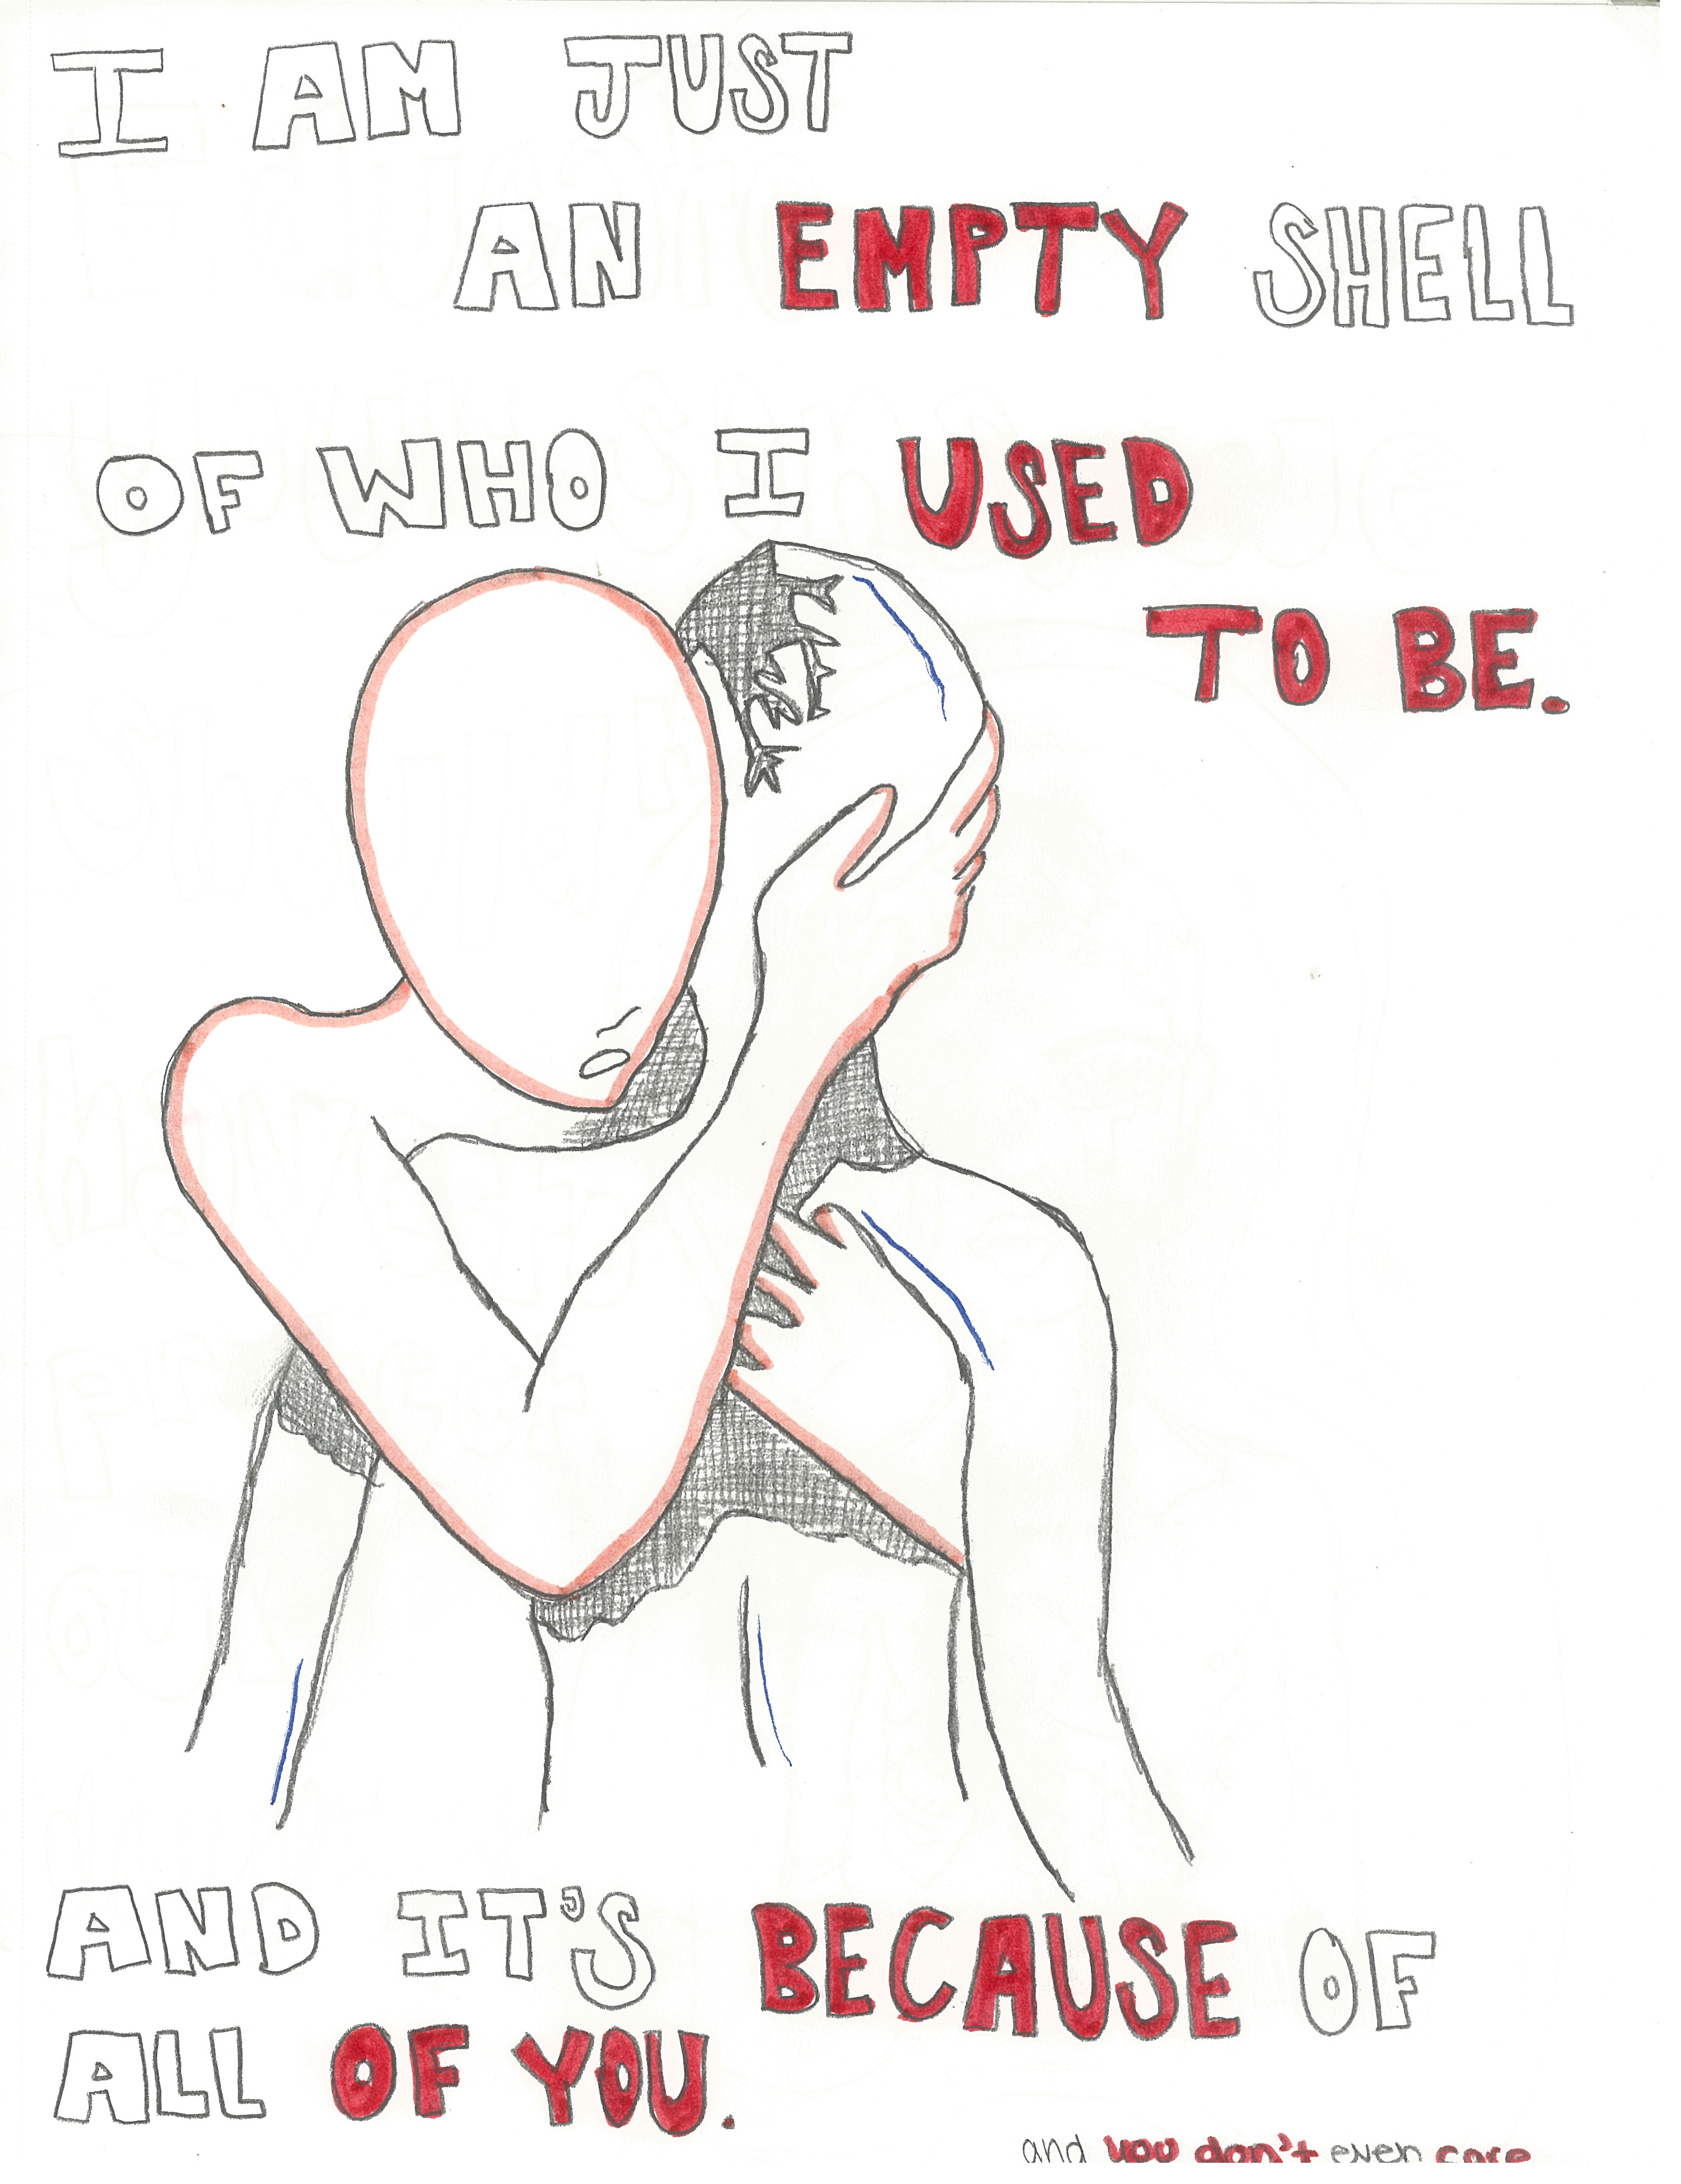 I AM JUST
AN EMPTY SHELL
OF WHO I USED
TO BE.
AND IT'S BECAUSE OF
ALL OF YOU.
and you don't even care